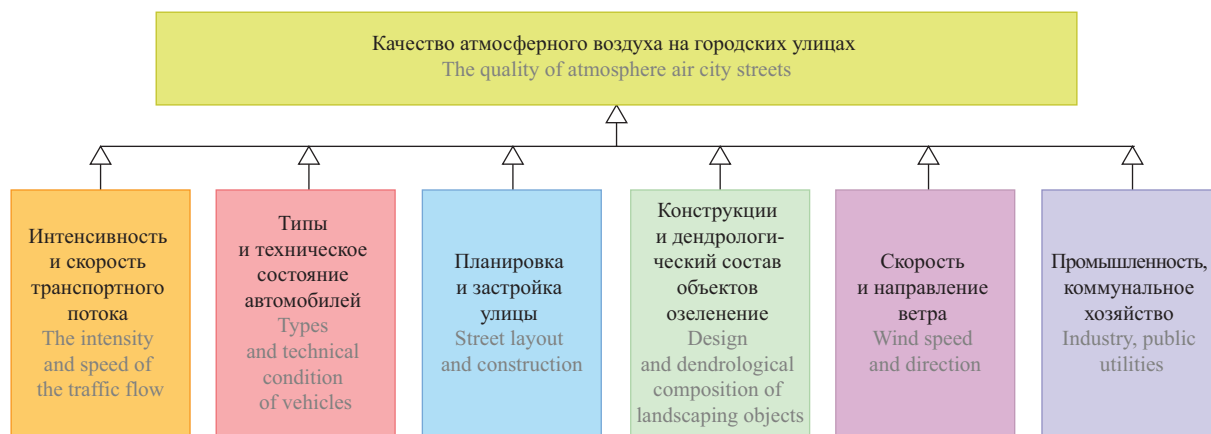 Качество атмосферного воздуха на городских улицах
The quality of atmosphere air city streets
Интенсивность
и скорость
транспортного
потока
The intensity
and speed of
the traffic flow
Типы
и техническое
состояние
автомобилей
Types
and technical
condition
of vehicles
Планировка
и застройка
улицы
Street layout
and construction
Конструкции
и дендрологи-
ческий состав
объектов
озеленение
Design
and dendrological
composition of
landscaping objects
Скорость
и направление
ветра
Wind speed
and direction
Промышленность,
коммунальное
хозяйство
Industry, public
utilities